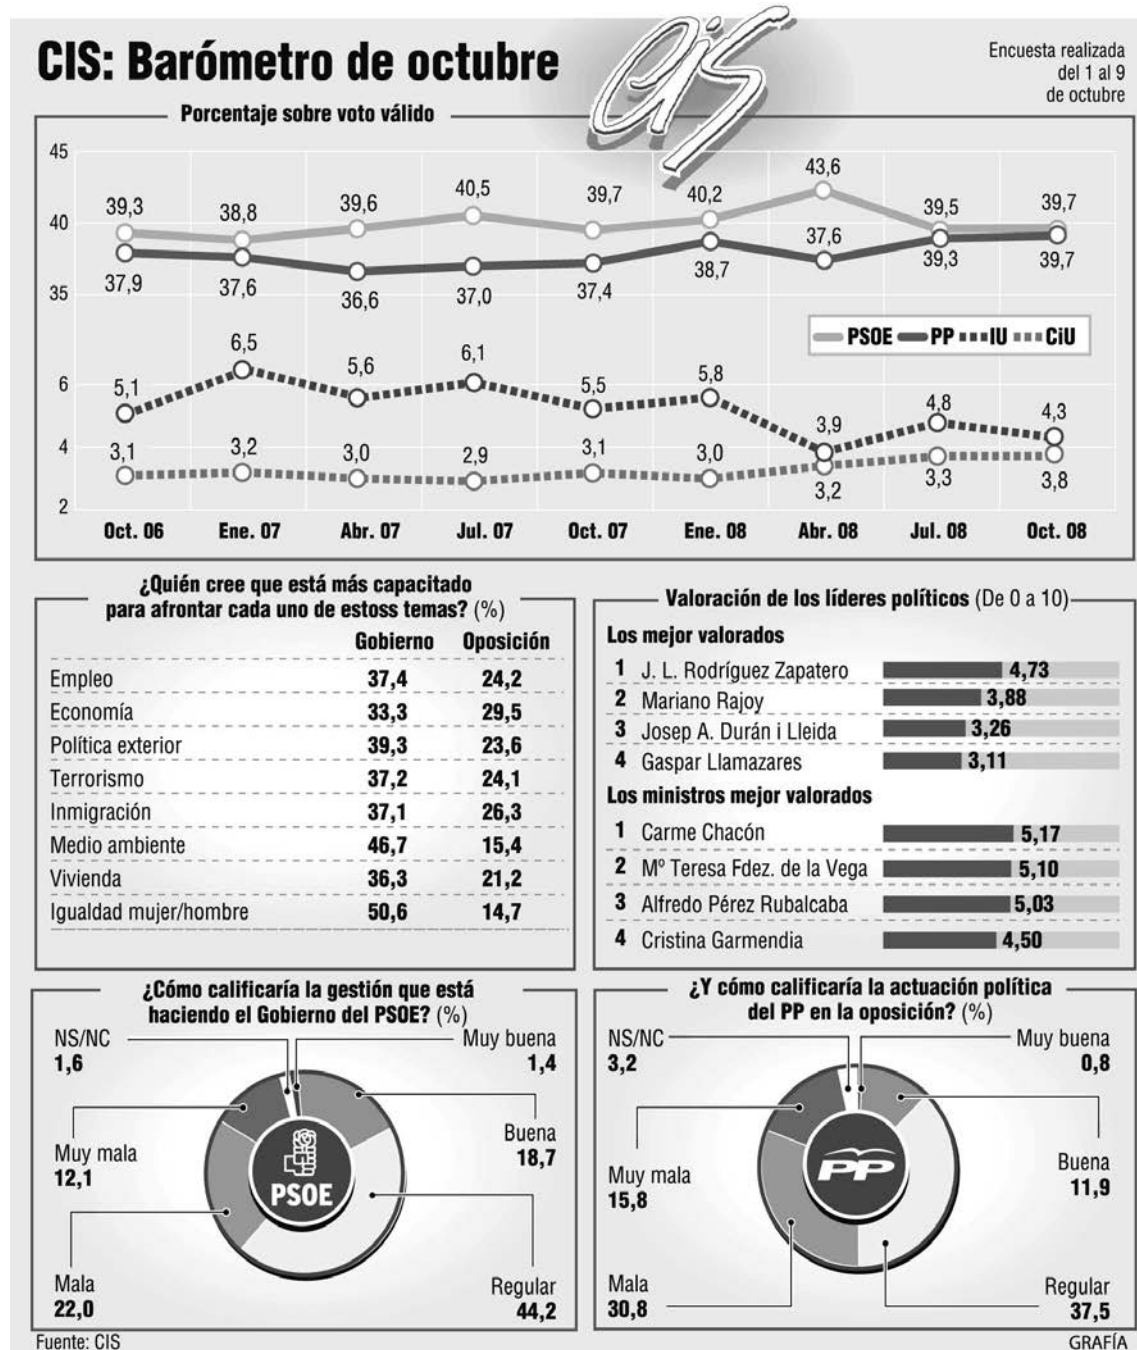 CIS: Barómetro de octubre
cis
Encuesta realizada
del 1 al 9
de octubre
Porcentaje sobre voto válido
45
40
35
6
4
2
39,3 38,8 39,6 40,5 39,7 40,2 43,6 39,5 39,7
37,9 37,6 36,6 37,0 37,4 38,7 37,6 39,3 39,7
PSOE PP IU CiU
5,1 6,5 5,6 6,1 5,5 5,8 3,9 4,8 4,3
3,1 3,2 3,0 2,9 3,1 3,0 3,2 3,3 3,8
Oct. 06 Ene. 07 Abr. 07 Jul. 07 Oct. 07 Ene. 08 Abr. 08 Jul. 08 Oct. 08
¿Quién cree que está más capacitado
para afrontar cada uno de estoss temas? (%)
Gobierno Oposición
Empleo 37,4 24,2
Economía 33,3 29,5
Política exterior 39,3 23,6
Terrorismo 37,2 24,1
Inmigración 37,1 26,3
Medio ambiente 46,7 15,4
Vivienda 36,3 21,2
Igualdad mujer/hombre 50,6 14,7
Valoración de los líderes políticos (De 0 a 10)
Los mejor valorados
1 J. L. Rodríguez Zapatero 4,73
2 Mariano Rajoy 3,88
3 Josep A. Durán i Lleida 3,26
4 Gaspar Llamazares 3,11
Los ministros mejor valorados
1 Carme Chacón 5,17
2 Mº Teresa Fdez. de la Vega 5,10
3 Alfredo Pérez Rubalcaba 5,03
4 Cristina Garmendia 4,50
¿Cómo calificaría la gestión que está
haciendo el Gobierno del PSOE? (%)
NS/NC
1,6
Muy buena
1,4
Buena
18,7
Muy mala
12,1
PSOE
Mala
22,0
Regular
44,2
¿Y cómo calificaría la actuación política
del PP en la oposición? (%)
NS/NC
3,2
Muy buena
0,8
Buena
11,9
Muy mala
15,8
PP
Mala
30,8
Regular
37,5
Fuente: CIS
GRAFÍA